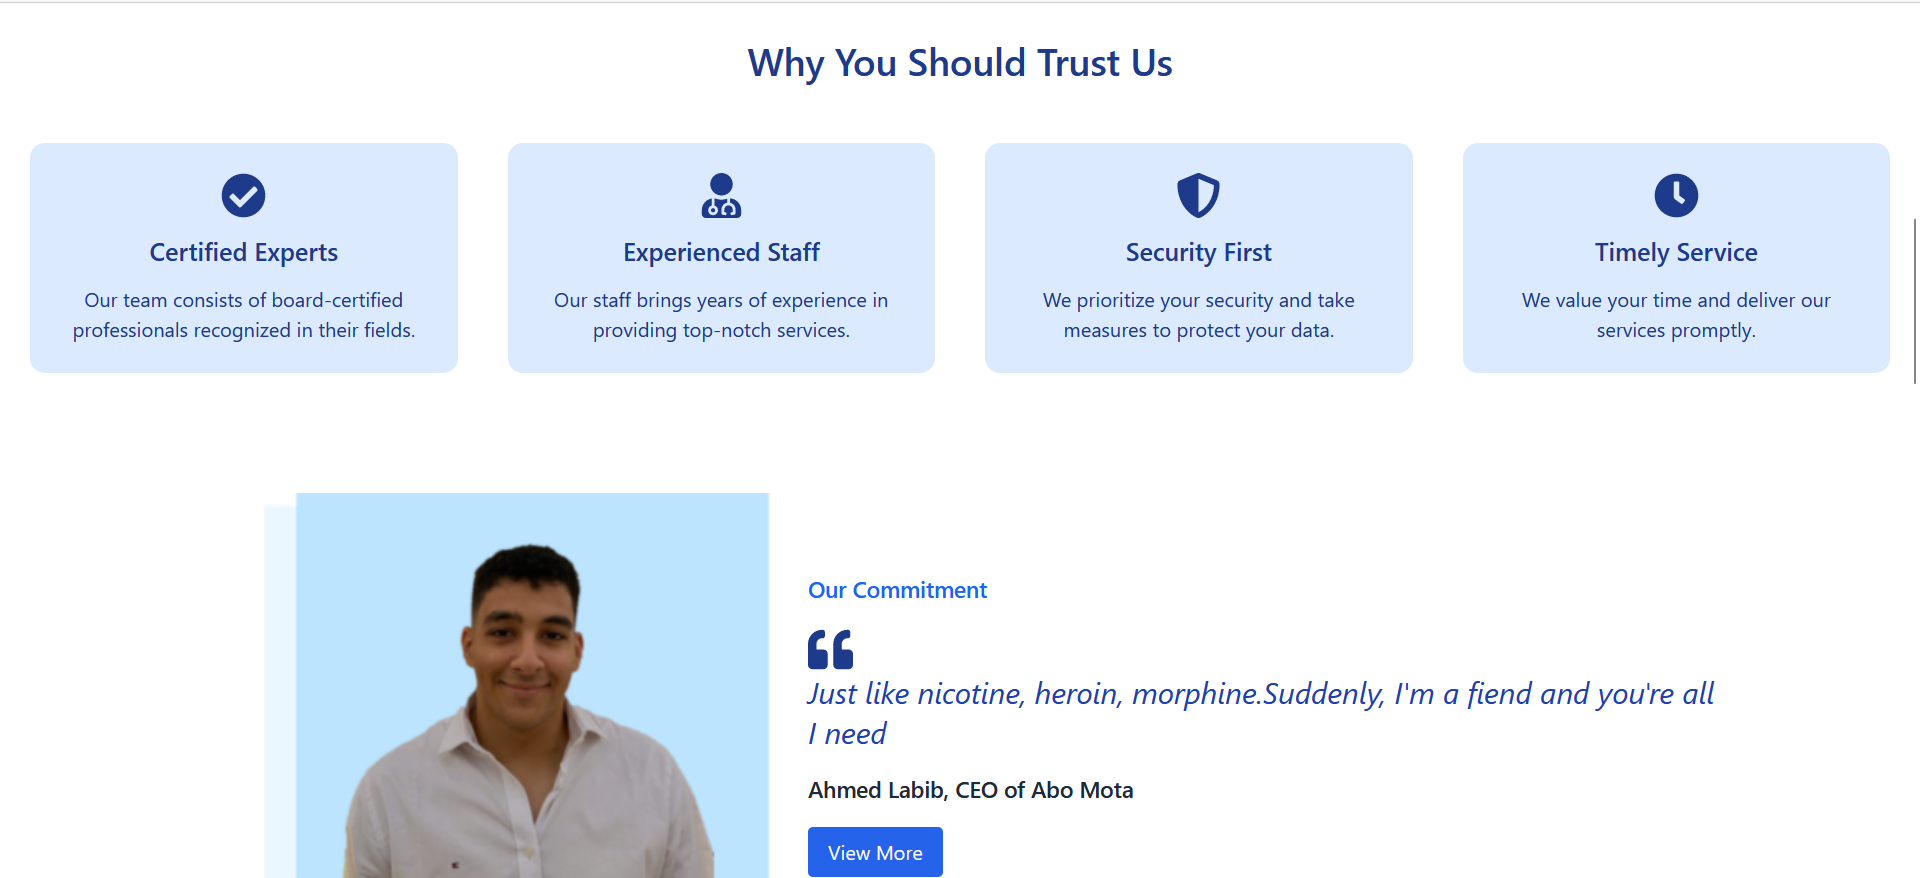 Why You Should Trust Us
Certified Experts
Our team consists of board-certified
professionals recognized in their fields.
Experienced Staff
Our staff brings years of experience in
providing top-notch services.
Security First
We prioritize your security and take
measures to protect your data.
Timely Service
We value your time and deliver our
services promptly.
Our Commitment
Just like nicotine, heroin, morphine.Suddenly, I'm a fiend and you're all
I need
Ahmed Labib, CEO of Abo Mota
View More